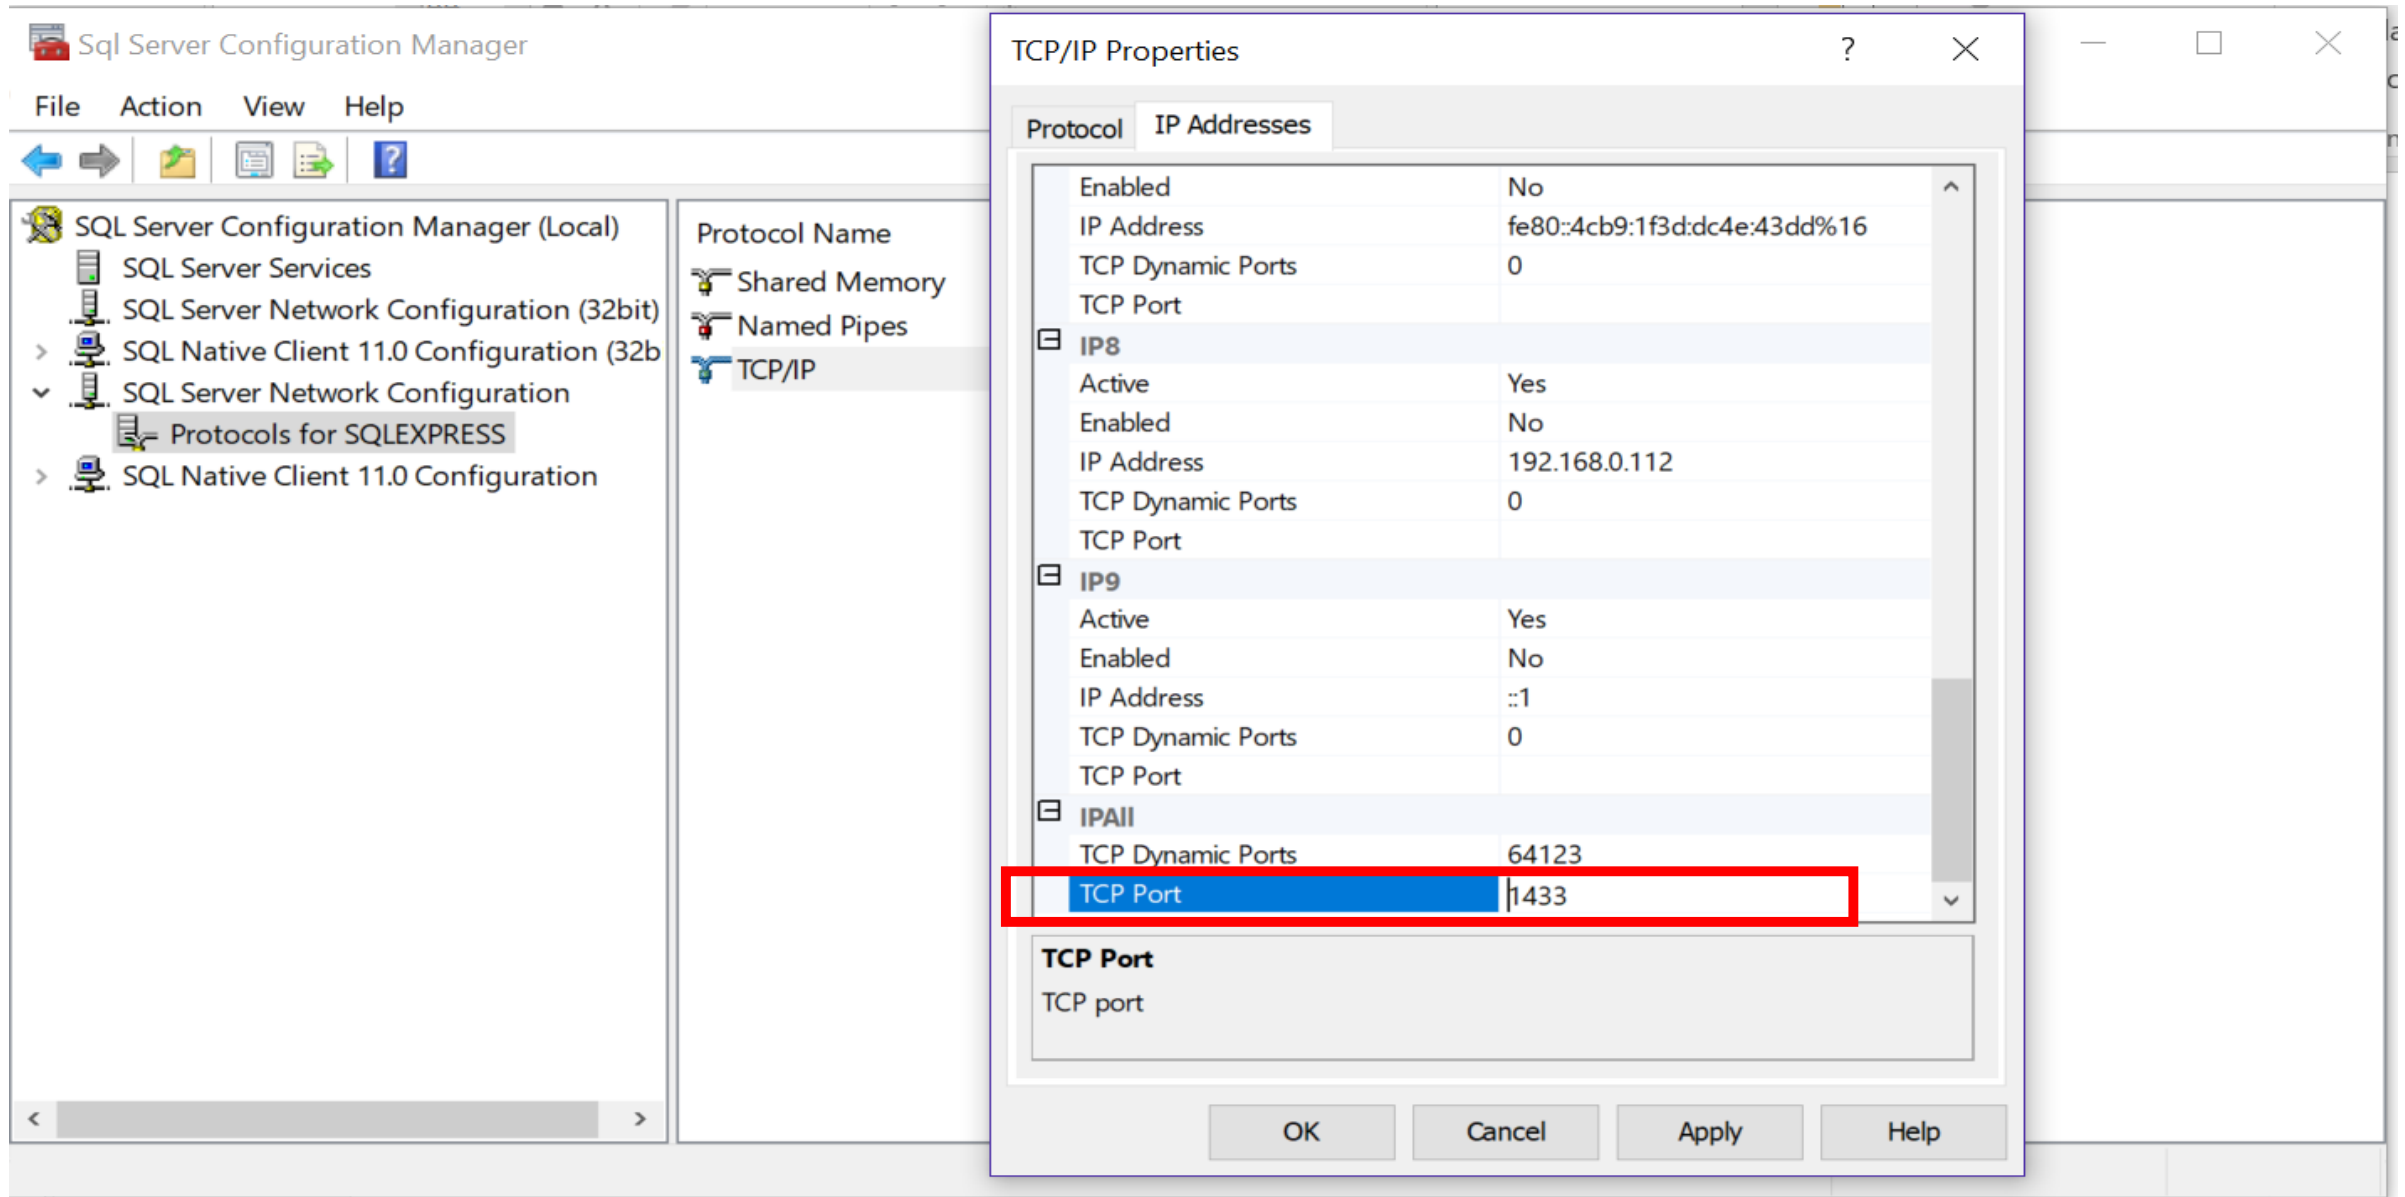 Sql Server Configuration Manager
File Action View Help
SQL Server Configuration Manager (Local)
SQL Server Services
SQL Server Network Configuration (32bit)
SQL Native Client 11.0 Configuration (32b
SQL Server Network Configuration
Protocols for SQLEXPRESS
SQL Native Client 11.0 Configuration
Protocol Name
Shared Memory
Named Pipes
TCP/IP
TCP/IP Properties
Protocol IP Addresses
Enabled No
IP Address fe80::4cb9:1f3d:dc4e:43dd%16
TCP Dynamic Ports 0
TCP Port
IP8
Active Yes
Enabled No
IP Address 192.168.0.112
TCP Dynamic Ports 0
TCP Port
IP9
Active Yes
Enabled No
IP Address ::1
TCP Dynamic Ports 0
TCP Port
IPAll
TCP Dynamic Ports 64123
TCP Port 1433
TCP Port
TCP port
OK Cancel Apply Help